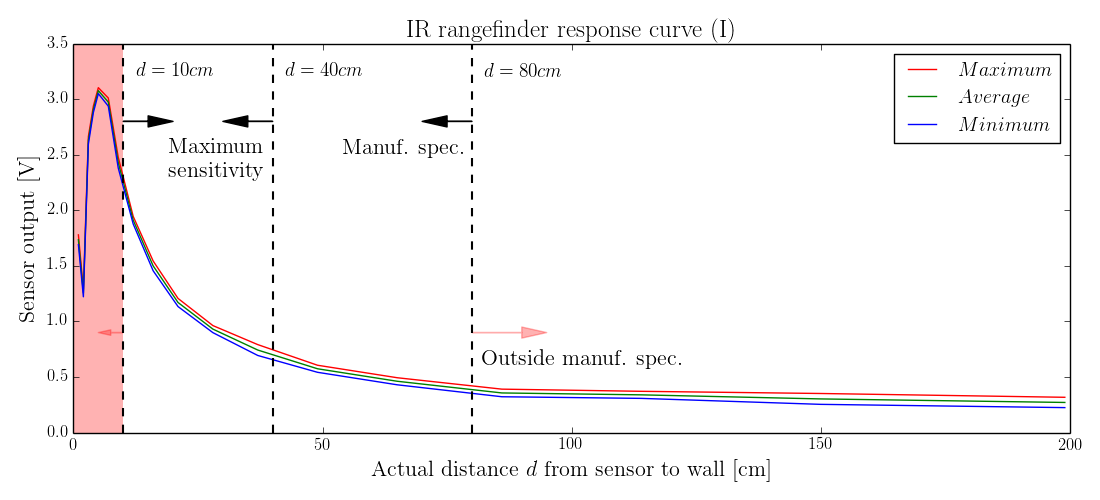 IR rangefinder response curve (I)
3.5
3.0
2.5
2.0
1.5
1.0
0.5
0.0
Sensor output [V]
d = 10cm
d = 40cm
d = 80cm
Maximum
sensitivity
Manuf. spec.
Outside manuf. spec.
Maximum
Average
Minimum
0
50
100
150
200
Actual distance d from sensor to wall [cm]